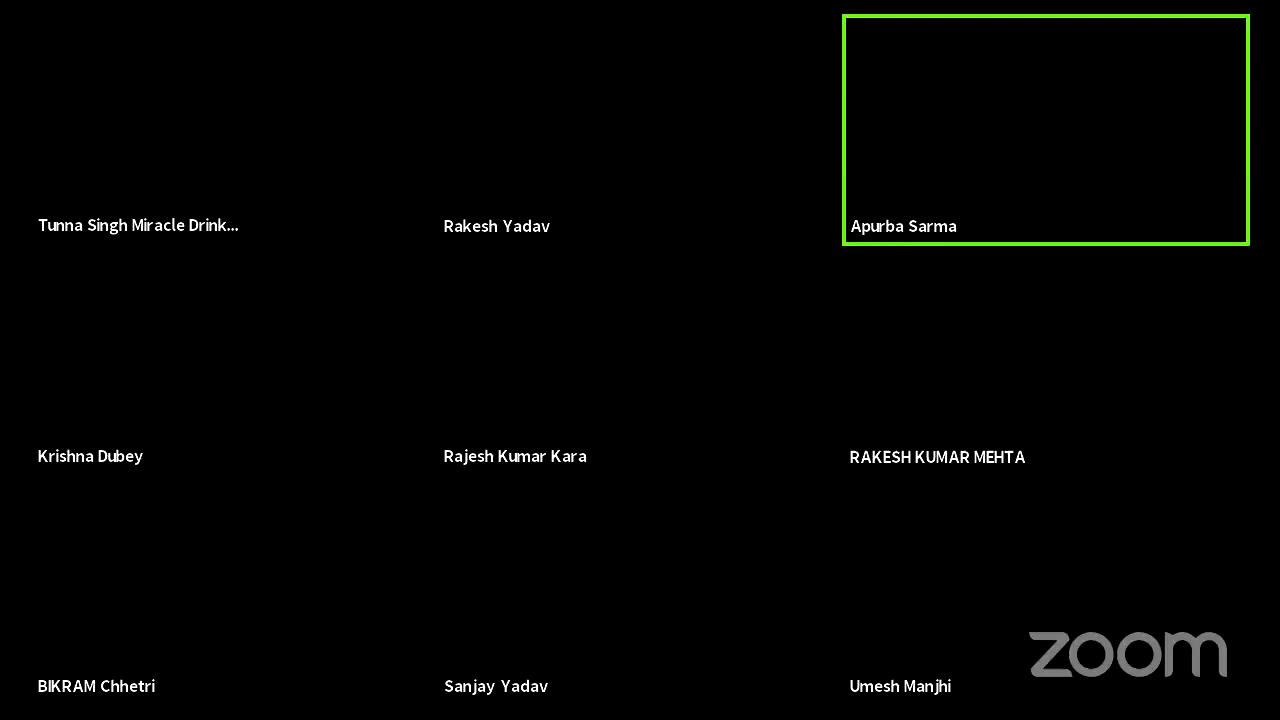 Tunna Singh Miracle Drink...
Rakesh Yadav
Apurba Sarma
Krishna Dubey
Rajesh Kumar Kara
RAKESH KUMAR MEHTA
BIKRAM Chhetri
Sanjay Yadav
Umesh Manjhi
zoom